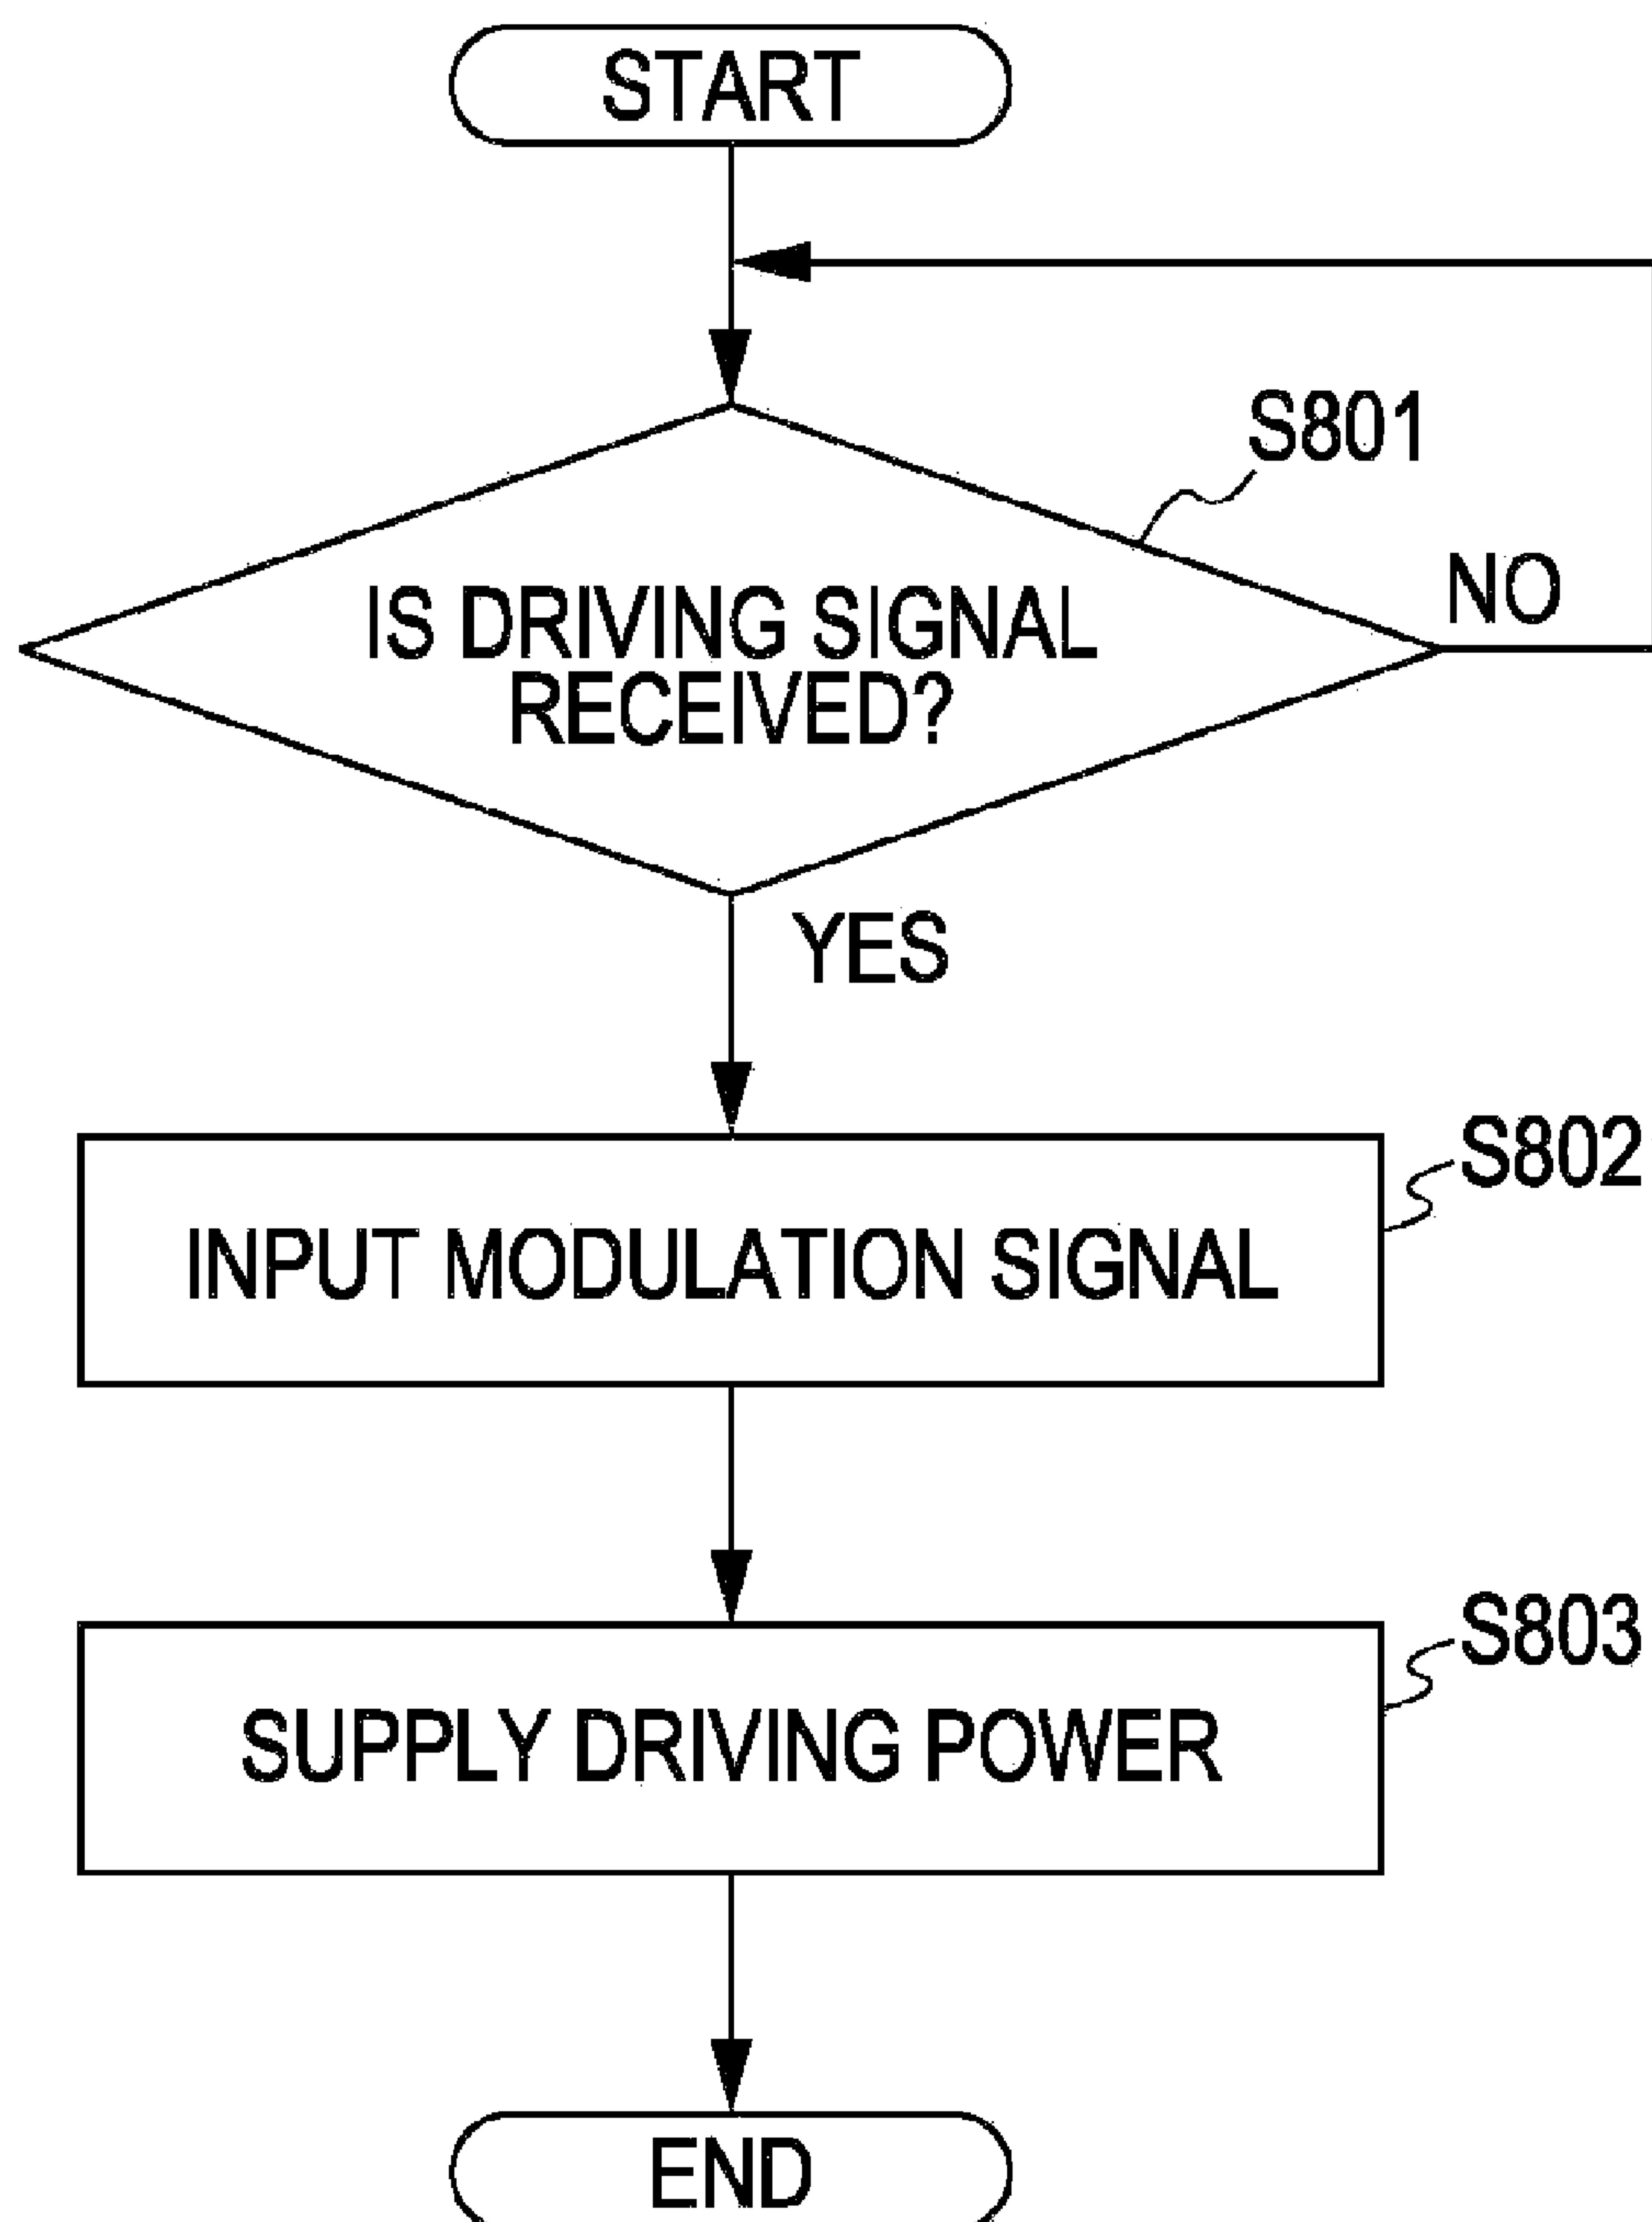 START
S801
IS DRIVING SIGNAL
RECEIVED?
NO
YES
S802
INPUT MODULATION SIGNAL
S803
SUPPLY DRIVING POWER
END